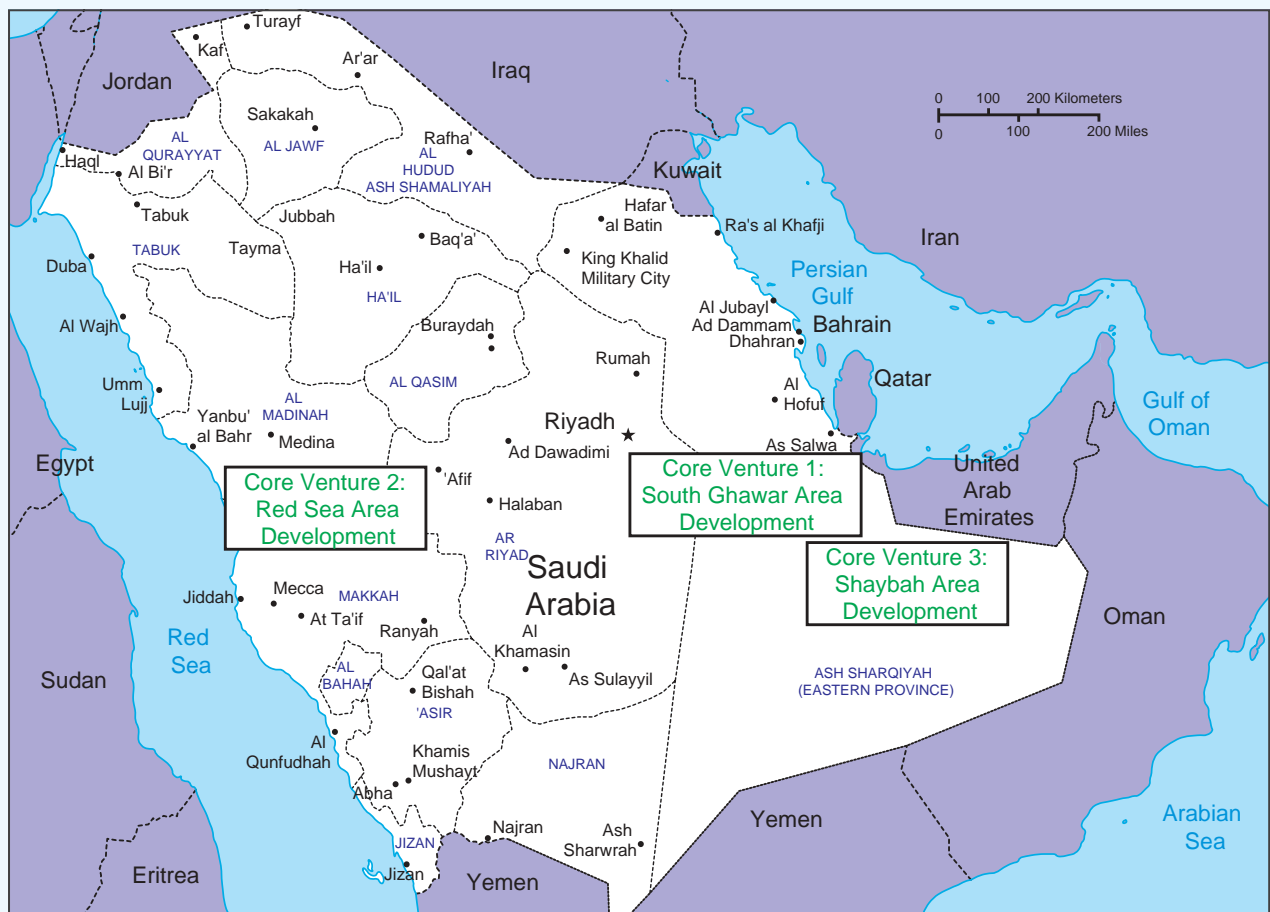 Turayf
Kaf
Ar'ar
Iraq
Jordan
0 100 200 Kilometers
0 100 200 Miles
Sakakah
AL
QURAYYAT
AL JAWF
Rafha'
AL
HUDUD
ASH SHAMALIYAH
Haql
Al Bi'r
Kuwait
Tabuk
Jubbah
Hafar
al Batin
Ra's al Khafji
Iran
TABUK
Tayma
Baq'a'
King Khalid
Military City
Duba
Ha'il
HA'IL
Persian
Gulf
Al Wajh
Buraydah
Al Jubayl
Ad Dammam
Dhahran
Bahrain
Rumah
Umm
Lujj
AL QASIM
Al
Hofuf
Qatar
Gulf of
Oman
AL
MADINAH
Yanbu'
al Bahr
Medina
Riyadh
Ad Dawadimi
As Salwa
Egypt
'Afif
United
Arab
Emirates
Core Venture 2:
Red Sea Area
Development
Core Venture 1:
South Ghawar Area
Development
Halaban
AR
RIYAD
Saudi
Arabia
Core Venture 3:
Shaybah Area
Development
Jiddah
Mecca
MAKKAH
At Ta'if
Ranyah
Oman
Red
Sea
Al
Khamasin
As Sulayyil
AL
BAHAH
Qal'at
Bishah
'ASIR
ASH SHARQIYAH
(EASTERN PROVINCE)
Sudan
Al
Qunfudhah
Khamis
Mushayt
Abha
NAJRAN
Yemen
Arabian
Sea
Najran
Ash
Sharwrah
JIZAN
Jizan
Eritrea
Yemen